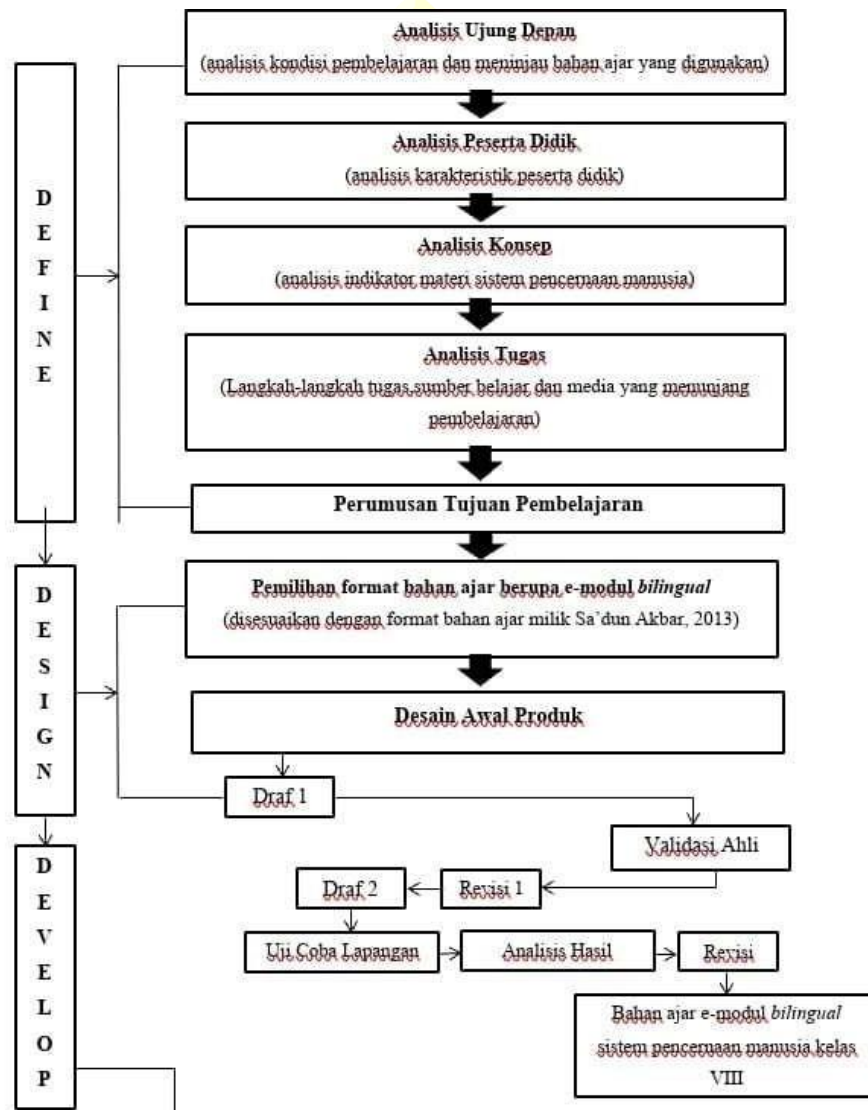 DEFINE
Analisis Ujung Depan
(analisis kondisi pembelajaran dan meninjau bahan ajar yang digunakan)
Analisis Peserta Didik
(analisis karakteristik peserta didik)
Analisis Konsep
(analisis indikator materi sistem pencernaan manusia)
Analisis Tugas
(Langkah-langkah tugas,sumber belajar dan media yang menunjang
pembelajaran)
Perumusan Tujuan Pembelajaran
DESIGN
Pemilihan format bahan ajar berupa e-modul bilingual
(disesuaikan dengan format bahan ajar milik Sa’dun Akbar, 2013)
Desain Awal Produk
Draf 1
DEVELOP
Validasi Ahli
Revisi 1
Draf 2
Uji Coba Lapangan
Analisis Hasil
Revisi
Bahan ajar e-modul bilingual
sistem pencernaan manusia kelas
VIII